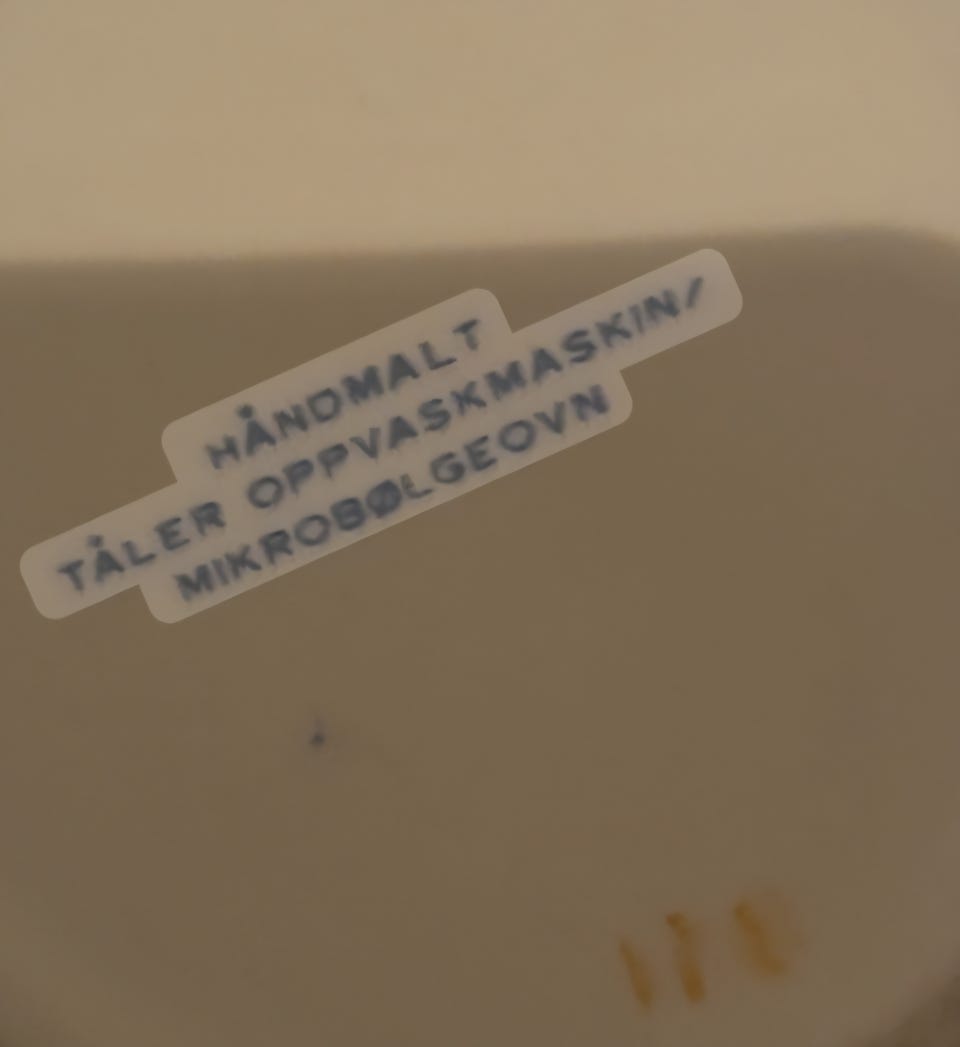 HÅNDMALT
TÅLER OPPVASKMASKIN/
MIKROBØLGEOVN